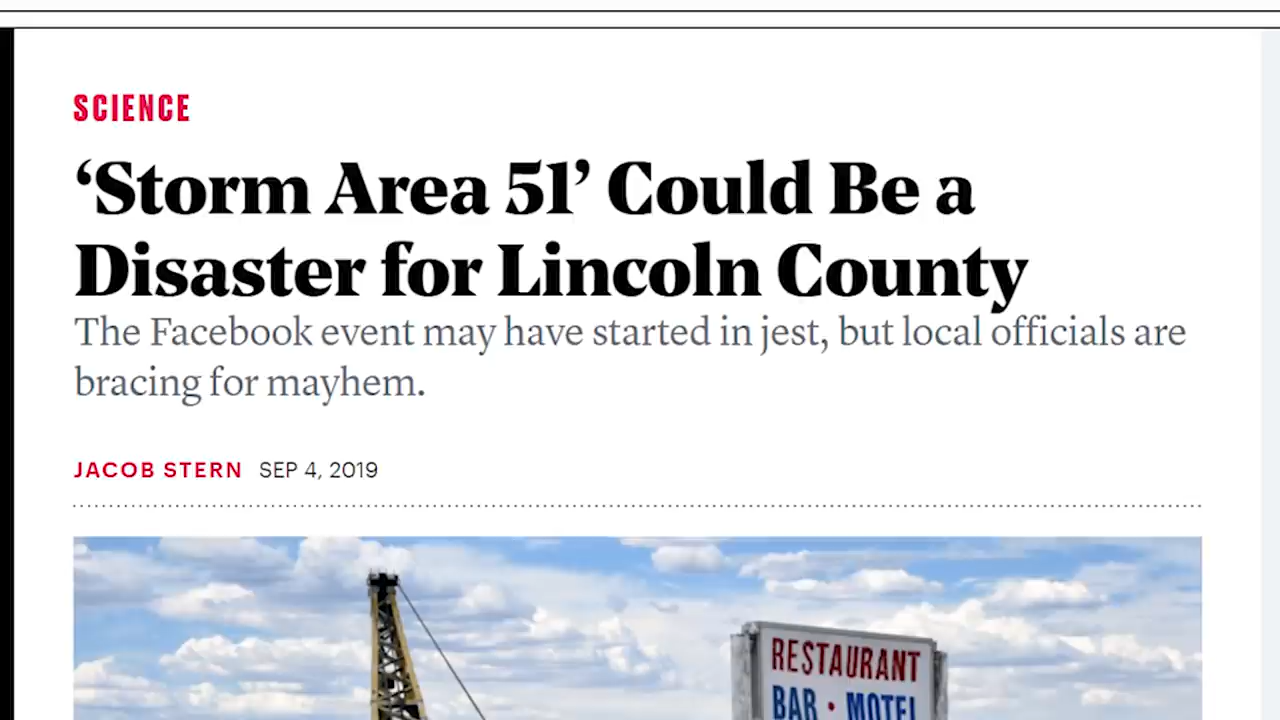 SCIENCE
‘Storm Area 51’ Could Be a
Disaster for Lincoln County
The Facebook event may have started in jest, but local officials are
bracing for mayhem.
JACOB STERN SEP 4, 2019
RESTAURANT
BAR · MOTEL